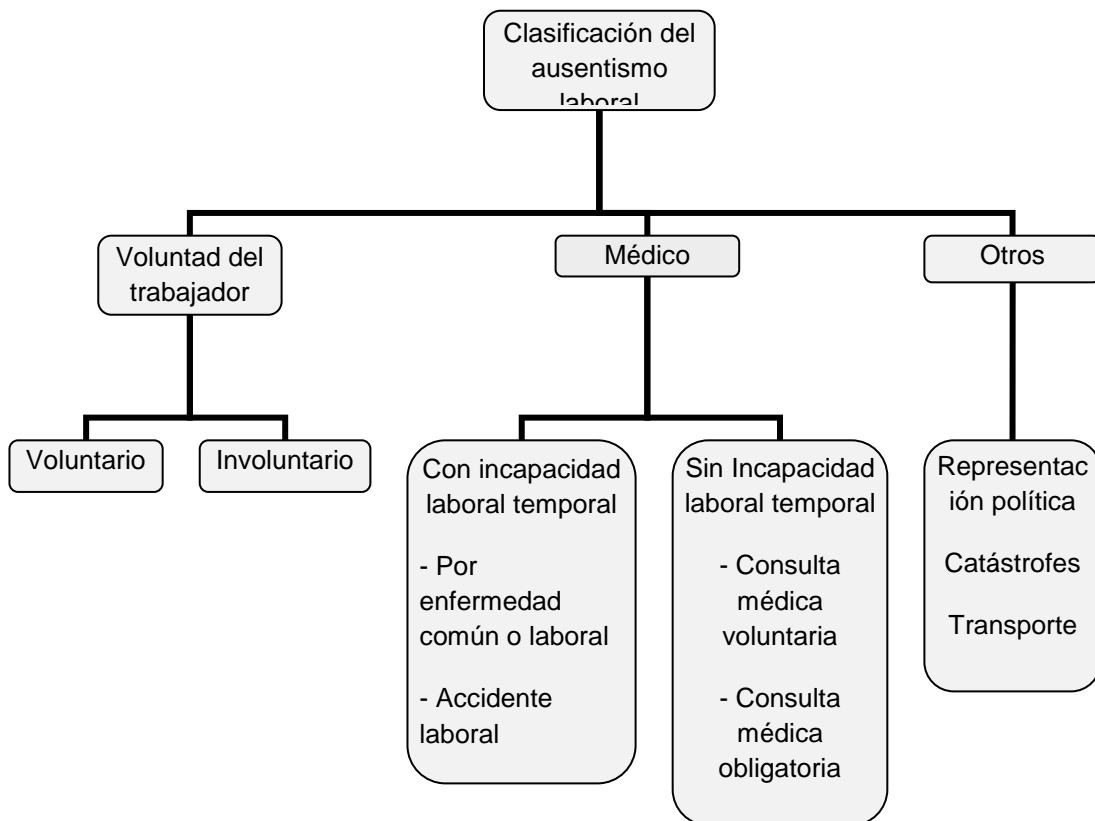 Clasificación del
ausentismo
laboral
Voluntad del
trabajador
Médico
Otros
Voluntario
Involuntario
Con incapacidad
laboral temporal
- Por
enfermedad
común o laboral
- Accidente
laboral
Sin Incapacidad
laboral temporal
- Consulta
médica
voluntaria
- Consulta
médica
obligatoria
Representac
ión política
Catástrofes
Transporte